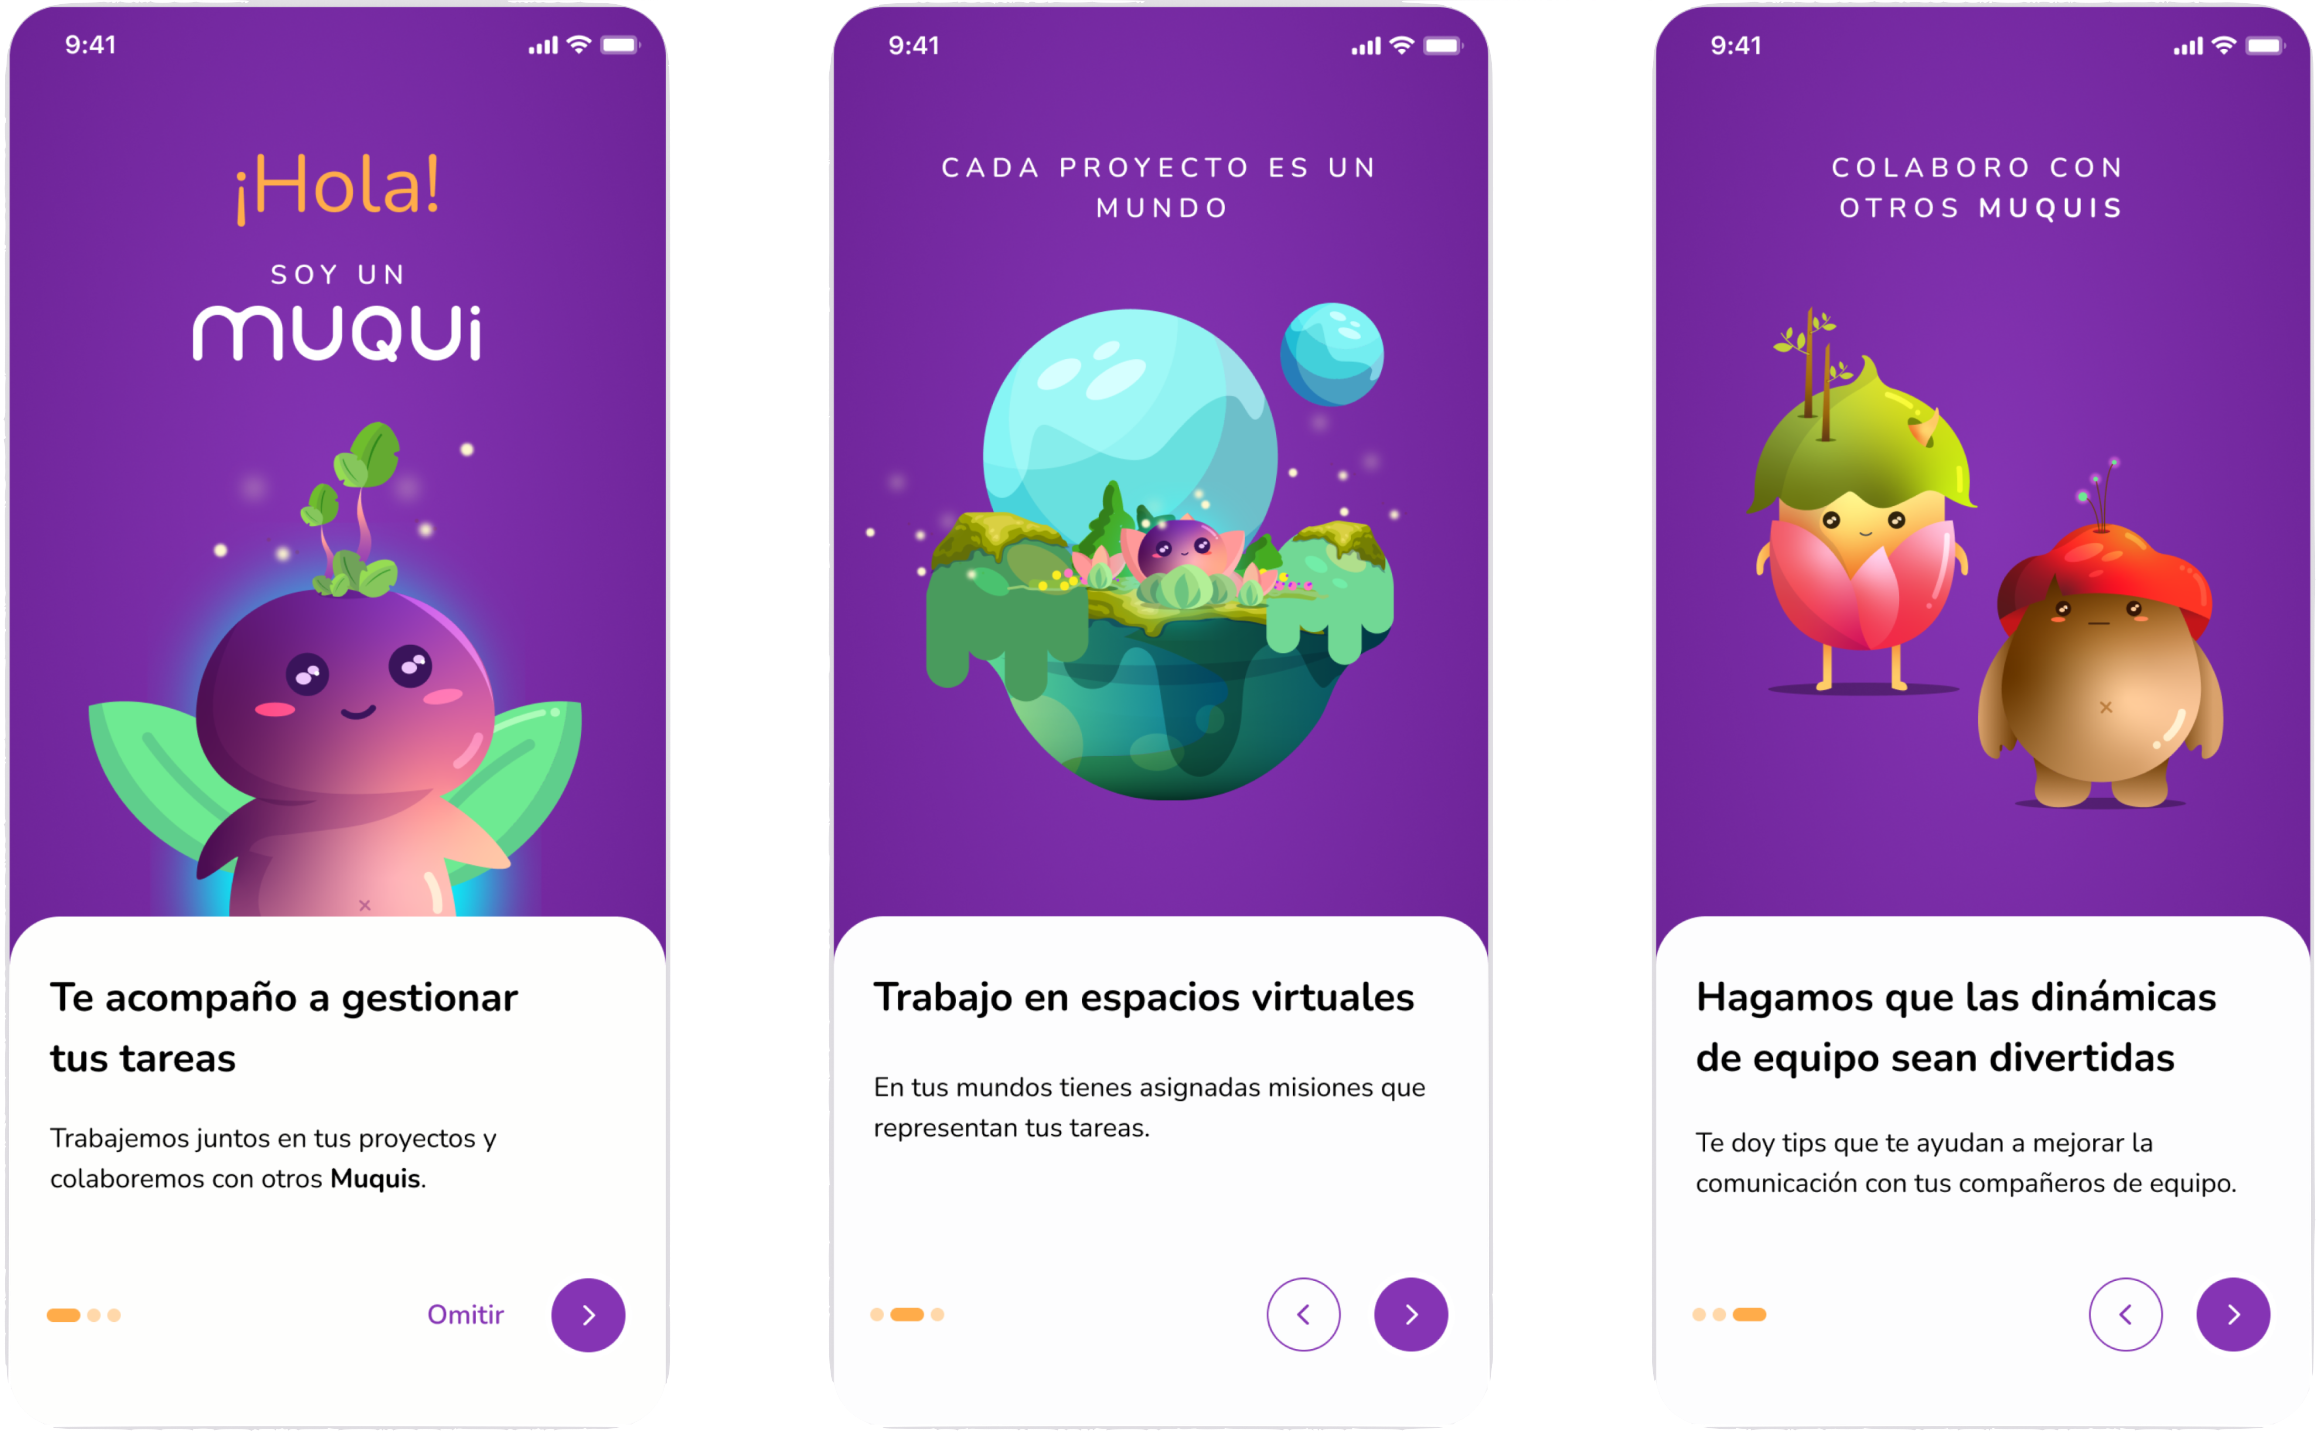 9:41
¡Hola!
SOY UN
MUQUi
Te acompaño a gestionar
tus tareas
Trabajemos juntos en tus proyectos y
colaboremos con otros Muquis.
Omitir
9:41
CADA PROYECTO ES UN
MUNDO
Trabajo en espacios virtuales
En tus mundos tienes asignadas misiones que
representan tus tareas.
9:41
COLABORO CON
OTROS MUQUIS
Hagamos que las dinámicas
de equipo sean divertidas
Te doy tips que te ayudan a mejorar la
comunicación con tus compañeros de equipo.